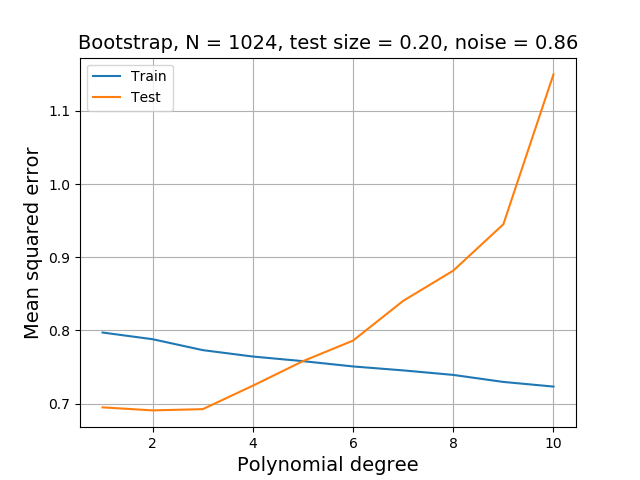 Bootstrap, N = 1024, test size = 0.20, noise = 0.86
Train
Test
Mean squared error
1.1
1.0
0.9
0.8
0.7
2 4 6 8 10
Polynomial degree